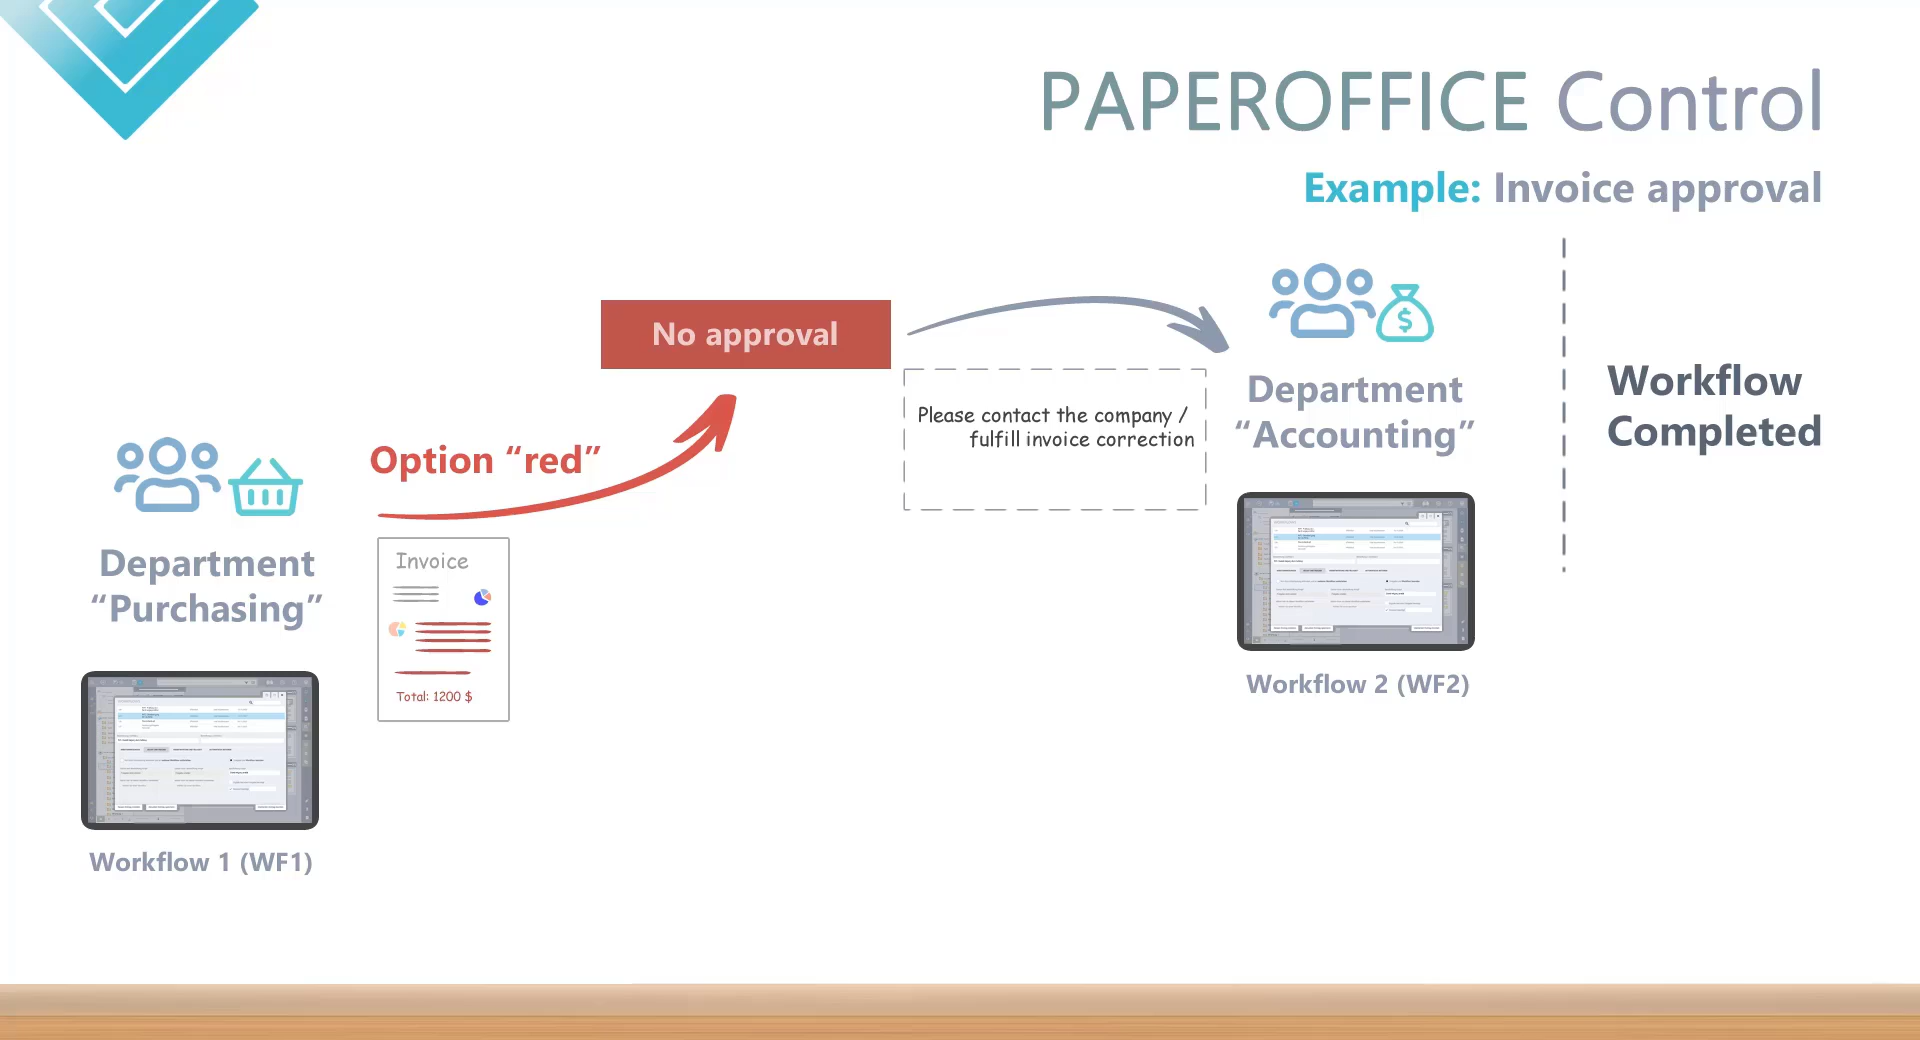 PAPEROFFICE Control
Example: Invoice approval
No approval
Option “red”
Please contact the company /
fulfill invoice correction
Department
“Accounting”
Workflow
Completed
Department
“Purchasing”
Invoice
Total: 1200 $
Workflow 2 (WF2)
Workflow 1 (WF1)